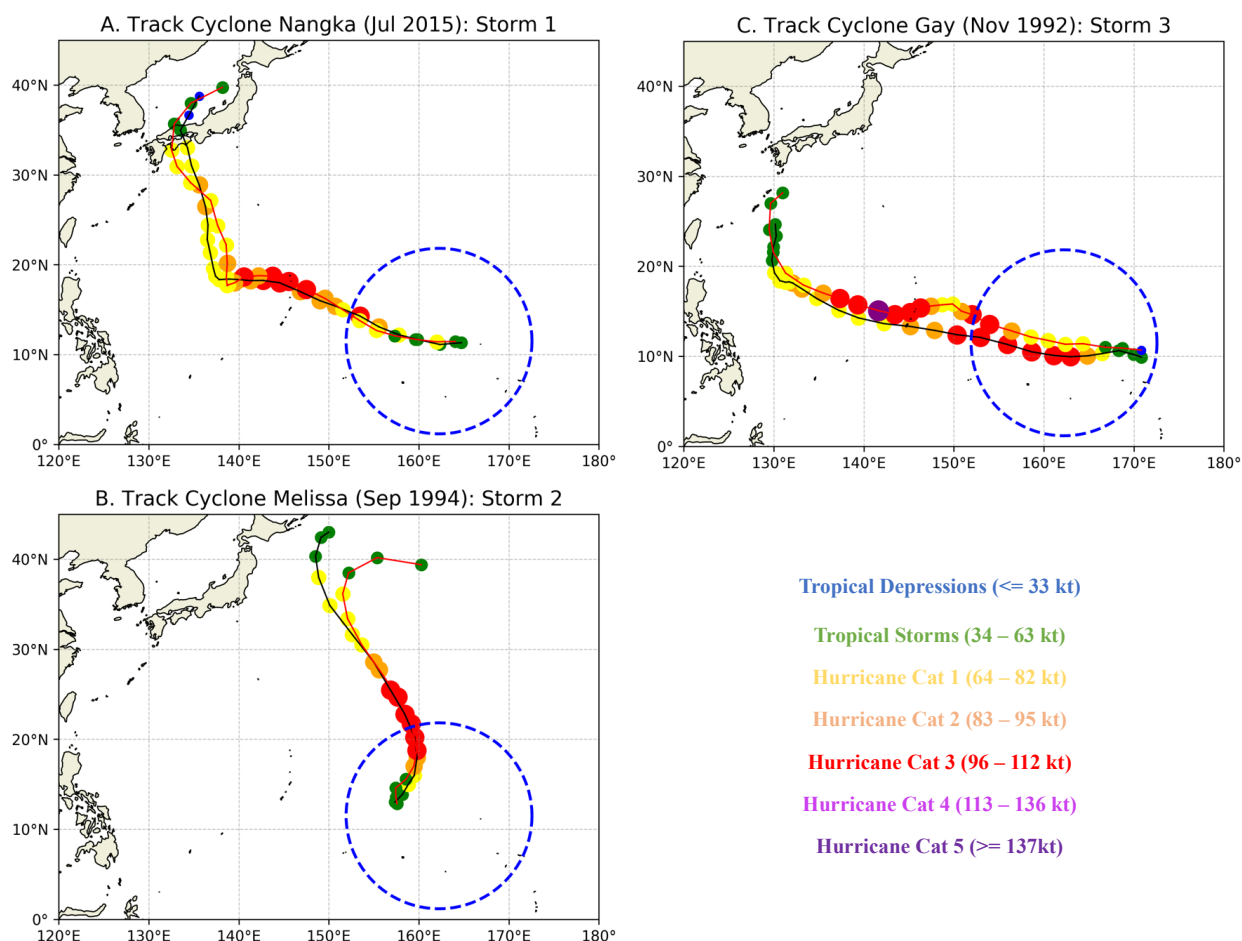 A. Track Cyclone Nangka (Jul 2015): Storm 1
40°N
30°N
20°N
10°N
0°
120°E 130°E 140°E 150°E 160°E 170°E 180°
C. Track Cyclone Gay (Nov 1992): Storm 3
40°N
30°N
20°N
10°N
0°
120°E 130°E 140°E 150°E 160°E 170°E 180°
B. Track Cyclone Melissa (Sep 1994): Storm 2
40°N
30°N
20°N
10°N
0°
120°E 130°E 140°E 150°E 160°E 170°E 180°
Tropical Depressions (<= 33 kt)
Tropical Storms (34 – 63 kt)
Hurricane Cat 1 (64 – 82 kt)
Hurricane Cat 2 (83 – 95 kt)
Hurricane Cat 3 (96 – 112 kt)
Hurricane Cat 4 (113 – 136 kt)
Hurricane Cat 5 (>= 137kt)